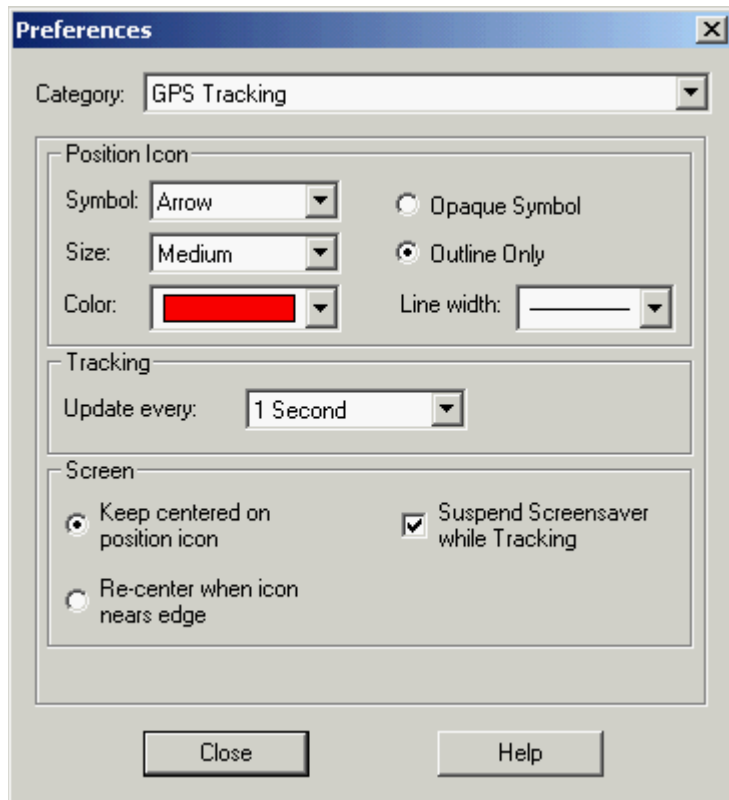 Preferences
Category: GPS Tracking
Position Icon
Symbol: Arrow
Opaque Symbol
Size: Medium
Outline Only
Color:
Line width:
Tracking
Update every: 1 Second
Screen
Keep centered on
position icon
Suspend Screensaver
while Tracking
Re-center when icon
nears edge
Close
Help